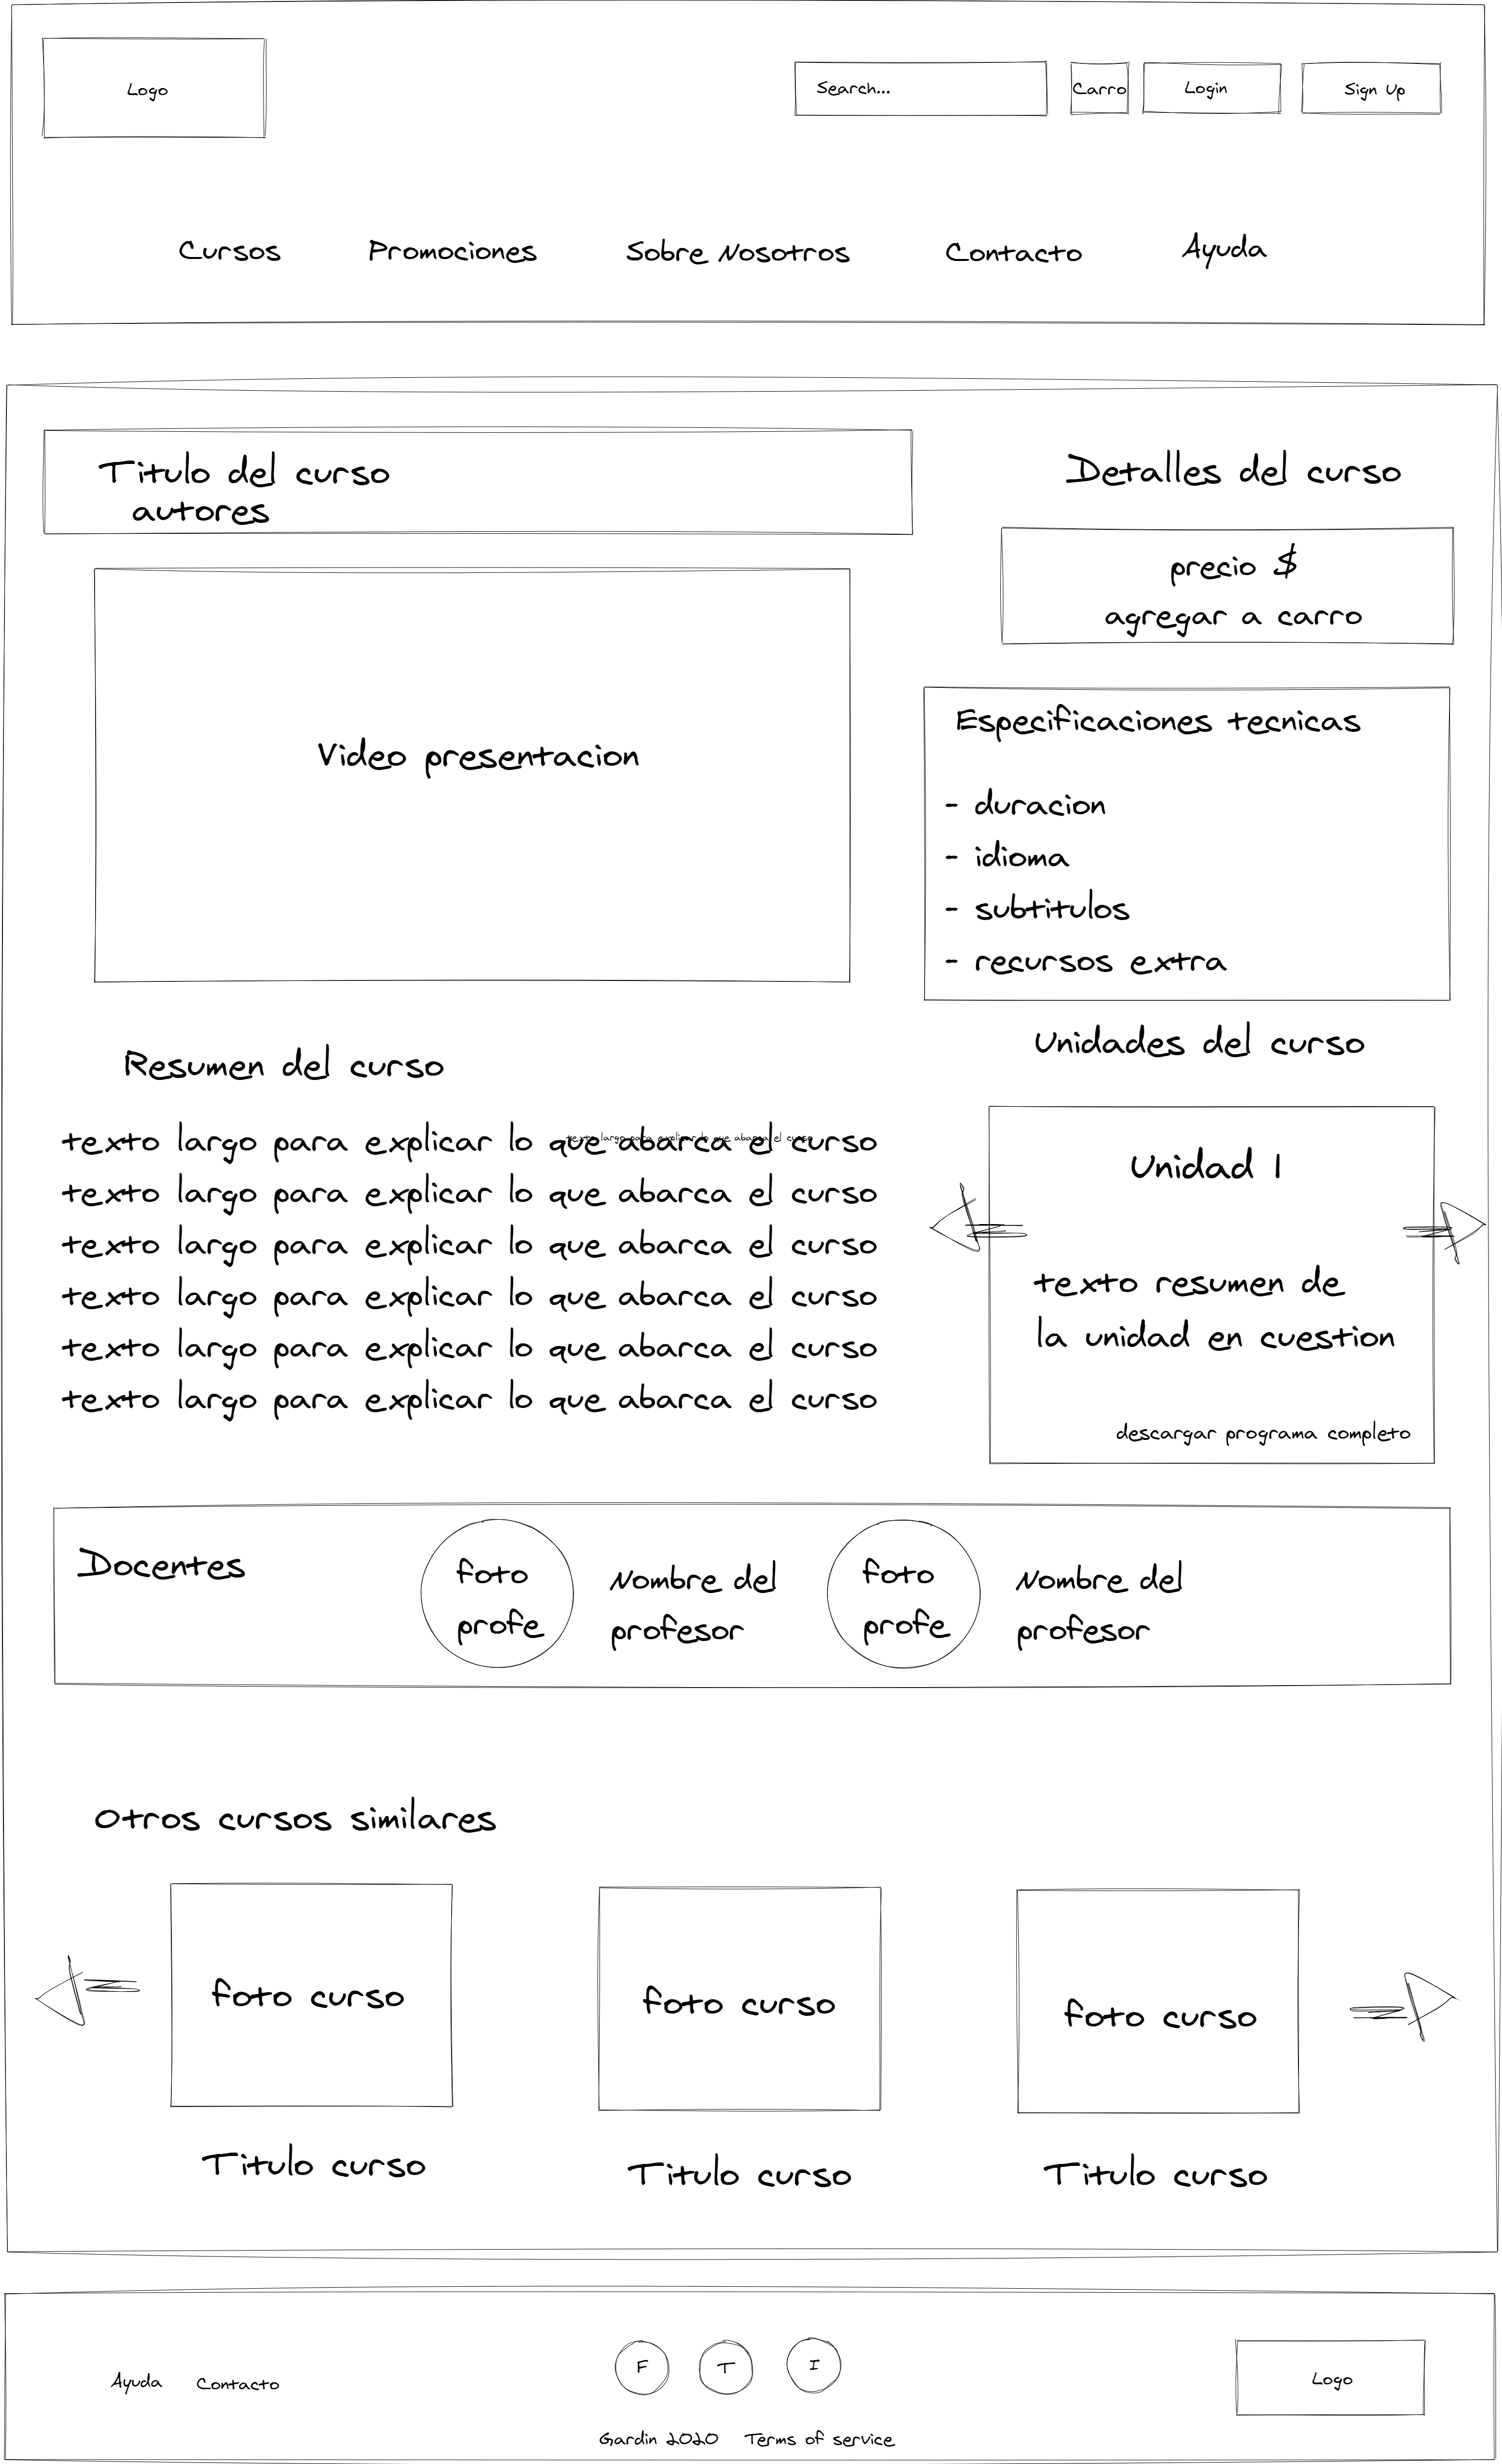 Logo
Search...
Carro
Login
Sign Up
Cursos
Promociones
Sobre Nosotros
Contacto
Ayuda
Titulo del curso
autores
Video presentacion
Detalles del curso
precio $
agregar a carro
Especificaciones tecnicas
- duracion
- idioma
- subtitulos
- recursos extra
Resumen del curso
texto largo para explicar lo que abarca el curso
texto largo para explicar lo que abarca el curso
texto largo para explicar lo que abarca el curso
texto largo para explicar lo que abarca el curso
texto largo para explicar lo que abarca el curso
texto largo para explicar lo que abarca el curso
texto largo para explicar lo que abarca el curso
Unidades del curso
Unidad 1
texto resumen de
la unidad en cuestion
descargar programa completo
Docentes
foto
profe
Nombre del
profesor
foto
profe
Nombre del
profesor
Otros cursos similares
foto curso
foto curso
foto curso
Titulo curso
Titulo curso
Titulo curso
Ayuda
Contacto
F
T
I
Logo
Gardin 2020
Terms of service